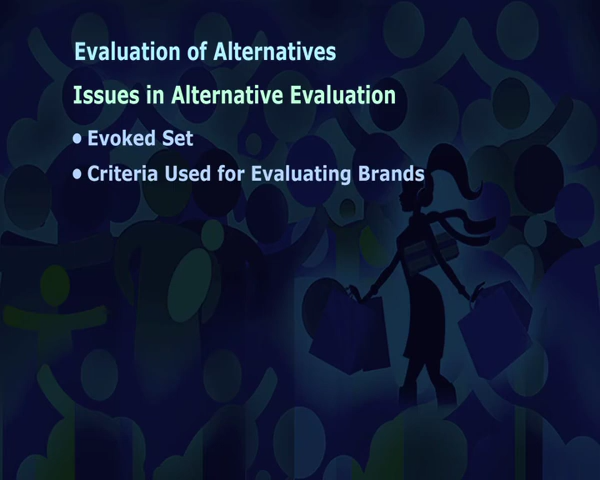 Evaluation of Alternatives
Issues in Alternative Evaluation
• Evoked Set
• Criteria Used for Evaluating Brands